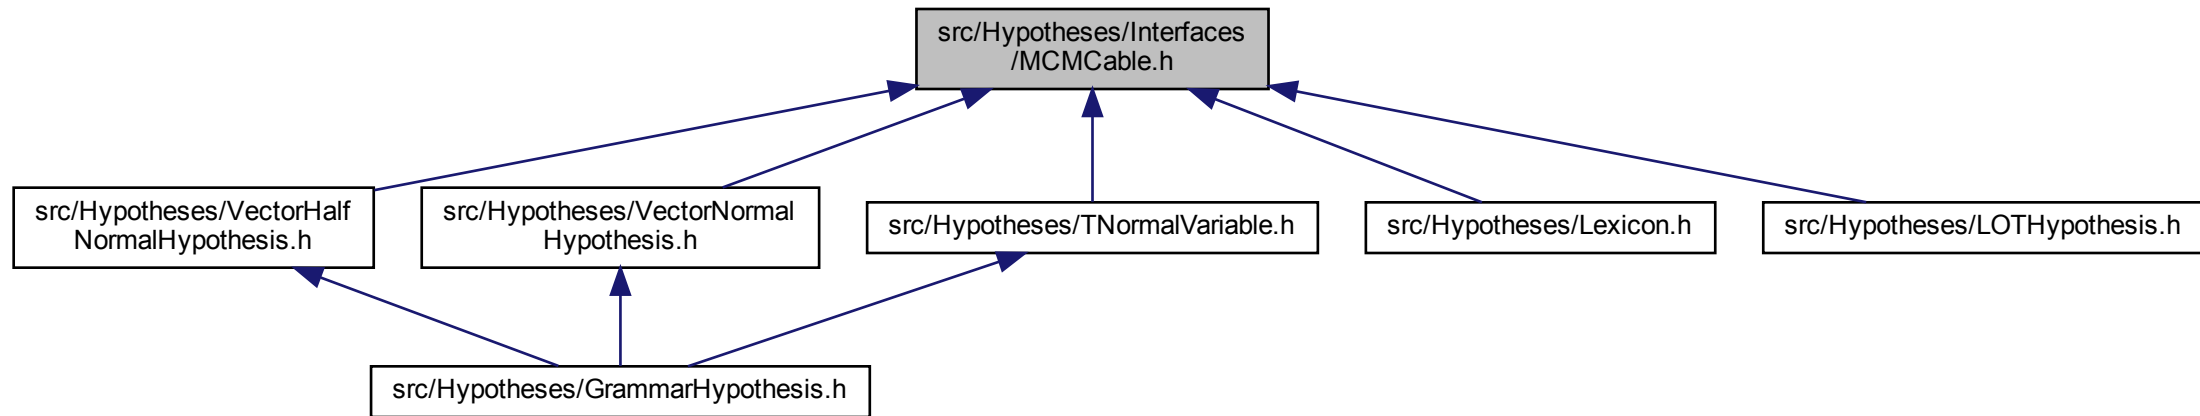 src/Hypotheses/Interfaces
/MCMCable.h
src/Hypotheses/VectorHalf
NormalHypothesis.h
src/Hypotheses/VectorNormal
Hypothesis.h
src/Hypotheses/TNormalVariable.h
src/Hypotheses/Lexicon.h
src/Hypotheses/LOTHypothesis.h
src/Hypotheses/GrammarHypothesis.h